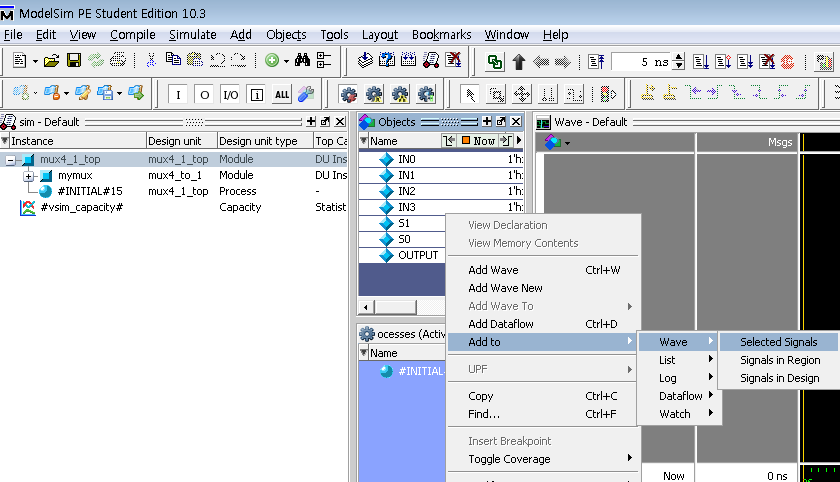 ModelSim PE Student Edition 10.3
File Edit View Compile Simulate Add Objects Tools Layout Bookmarks Window Help
5 ns
I O I/O ALL
sim - Default
Instance Design unit Design unit type Top Ca
mux4_1_top mux4_1_top Module DU Ins
mymux mux4_to_1 Module DU Ins
#INITIAL#15 mux4_1_top Process -
#vsim_capacity# Capacity Statist
Objects
Name Now
IN0 1'h:
IN1 1'h:
IN2 1'h:
IN3 1'h:
S1
S0
OUTPUT
ocesses (Activ
Name
#INITIAL
Wave - Default
Msgs
View Declaration
View Memory Contents
Add Wave Ctrl+W
Add Wave New
Add Wave To
Add Dataflow Ctrl+D
Add to
UPF
Copy Ctrl+C
Find... Ctrl+F
Insert Breakpoint
Toggle Coverage
Wave
List
Log
Dataflow
Watch
Selected Signals
Signals in Region
Signals in Design
Now 0 ns